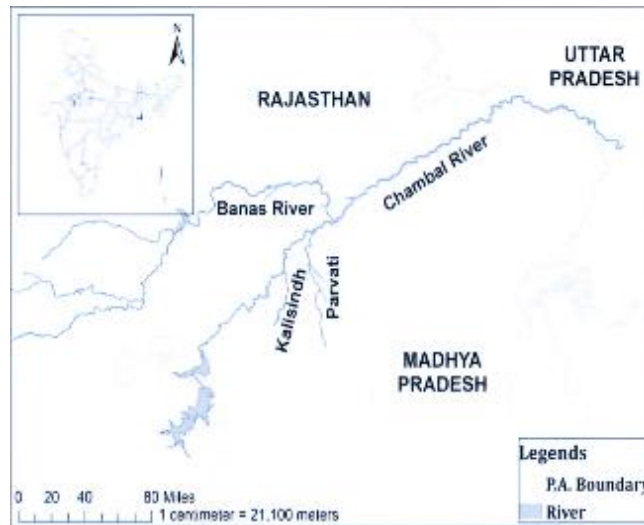 N
UTTAR
PRADESH
RAJASTHAN
Chambal River
Banas River
Kalisindh
Parvati
MADHYA
PRADESH
Legends
P.A. Boundary
River
0 20 40 80 Miles
1 centimeter = 21,100 meters